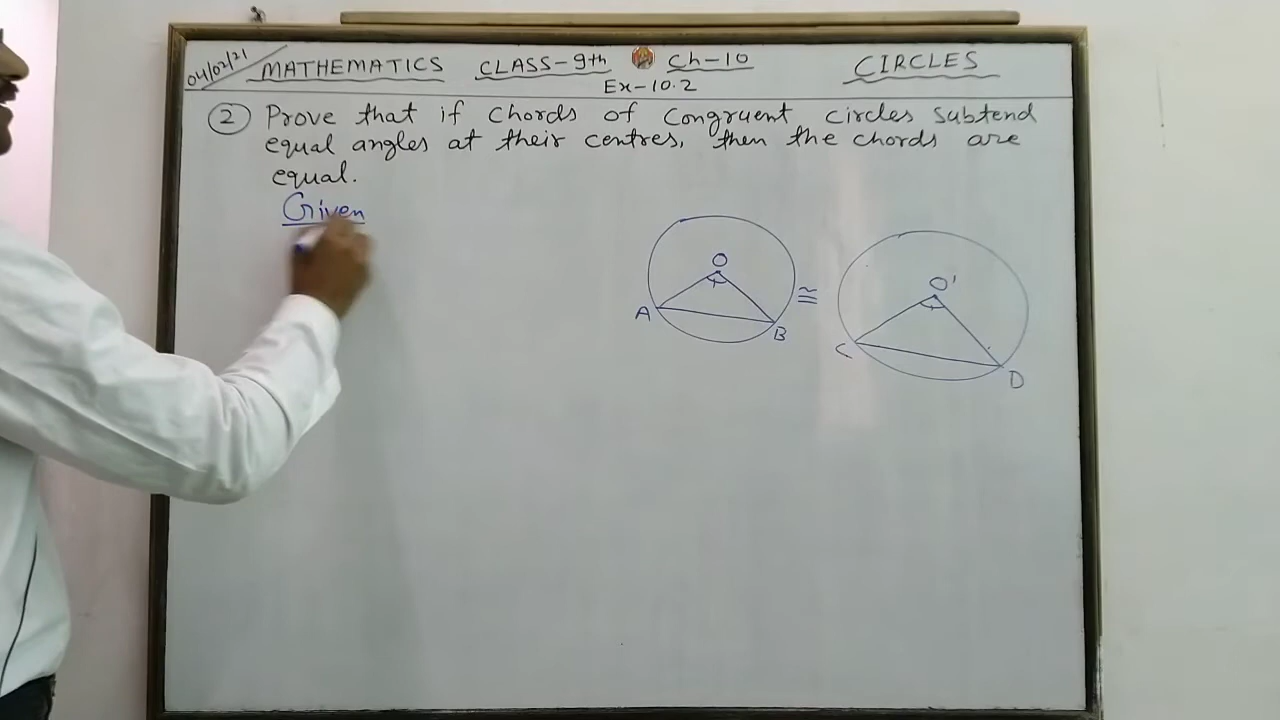 04/02/21 MATHEMATICS CLASS-9th Ch-10 CIRCLES
Ex-10.2
2 Prove that if chords of congruent circles subtend
equal angles at their centres, then the chords are
equal.
Given
O
A
B
≅
O'
C
D